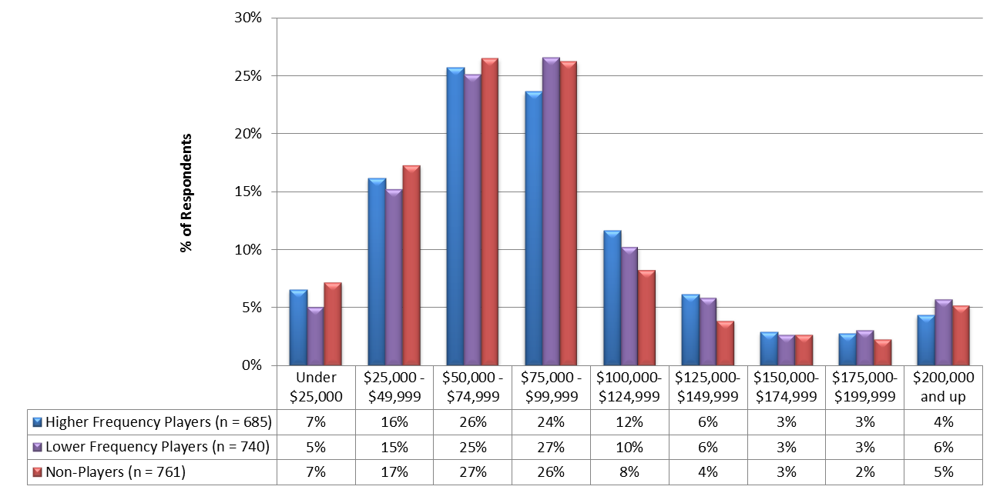 30%
25%
20%
15%
10%
5%
0%
% of Respondents
Under $25,000 - $50,000 - $75,000 - $100,000- $125,000- $150,000- $175,000- $200,000
$25,000 $49,999 $74,999 $99,999 $124,999 $149,999 $174,999 $199,999 and up
Higher Frequency Players (n = 685) 7% 16% 26% 24% 12% 6% 3% 3% 4%
Lower Frequency Players (n = 740) 5% 15% 25% 27% 10% 6% 3% 3% 6%
Non-Players (n = 761) 7% 17% 27% 26% 8% 4% 3% 2% 5%